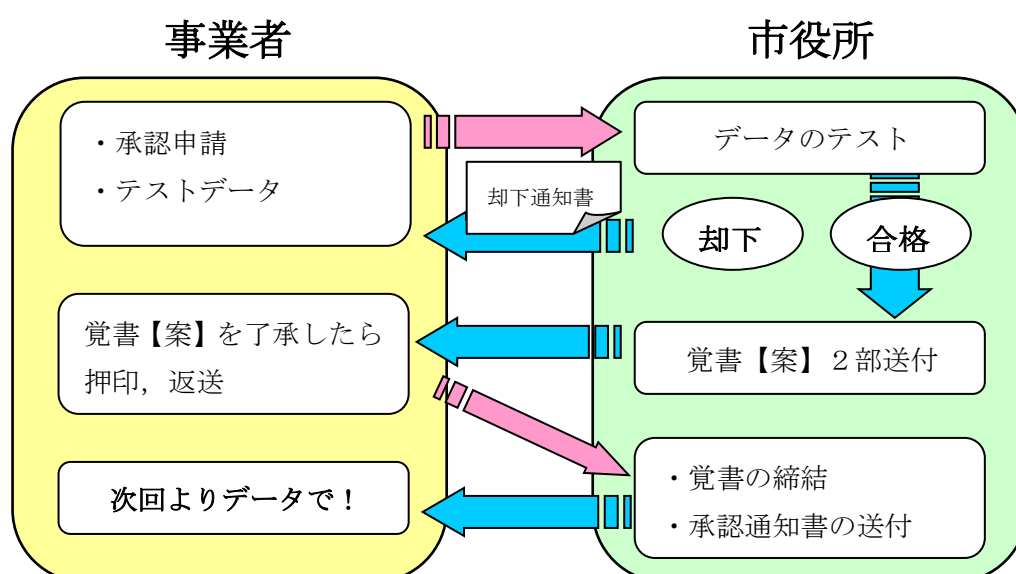 事業者
市役所
・承認申請
・テストデータ
データのテスト
却下通知書
却下
合格
覚書【案】を了承したら
押印，返送
覚書【案】２部送付
次回よりデータで！
・覚書の締結
・承認通知書の送付